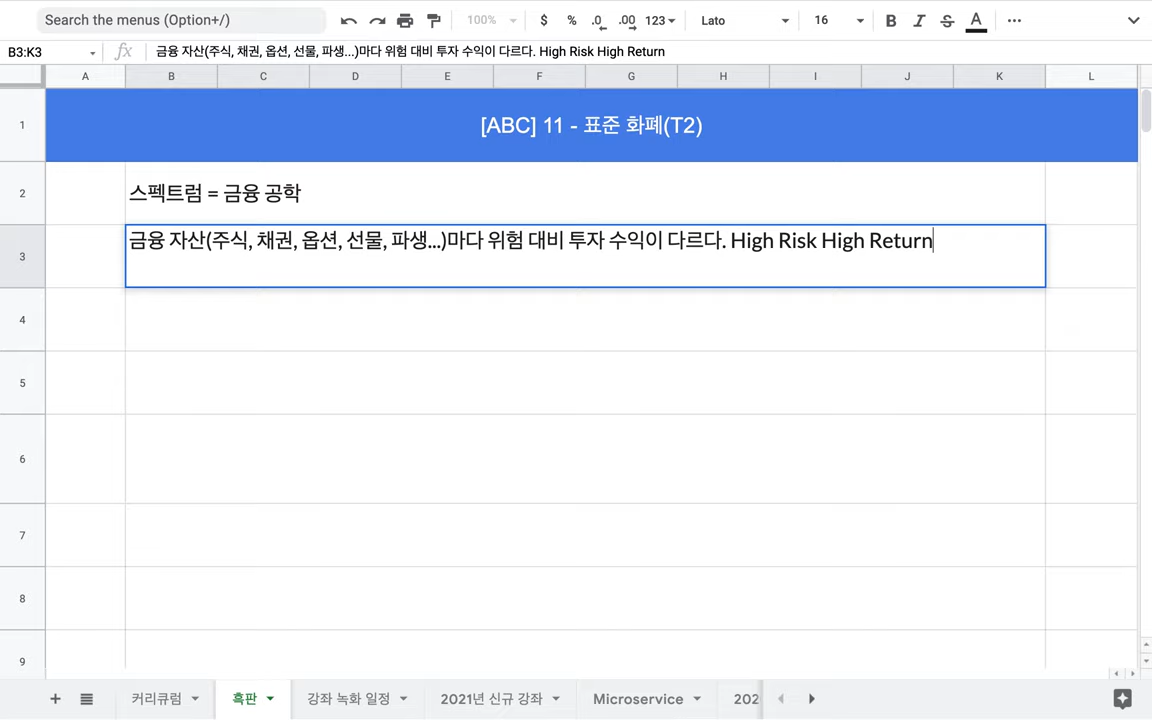 Search the menus (Option+/) 100% $ % .0 .00 123 Lato 16 B I S A
B3:K3 fx 금융 자산(주식, 채권, 옵션, 선물, 파생...)마다 위험 대비 투자 수익이 다르다. High Risk High Return
A B C D E F G H I J K L
1 [ABC] 11 - 표준 화폐(T2)
2 스펙트럼 = 금융 공학
3 금융 자산(주식, 채권, 옵션, 선물, 파생...)마다 위험 대비 투자 수익이 다르다. High Risk High Return
4
5
6
7
8
9
커리큐럼 흑판 강좌 녹화 일정 2021년 신규 강좌 Microservice 202